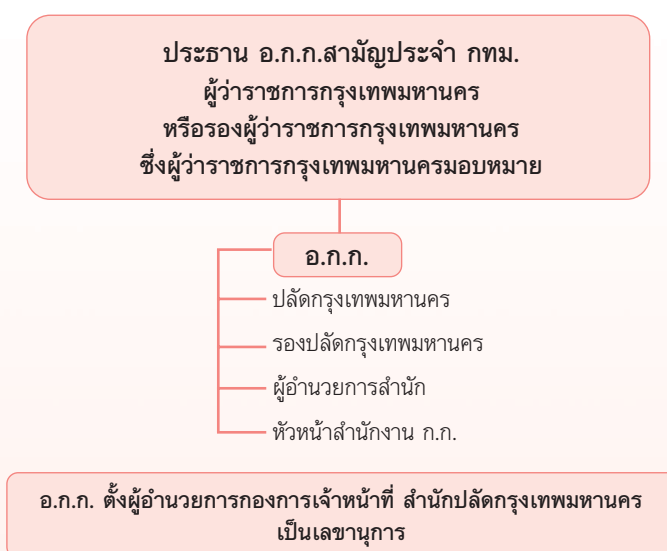 ประธาน อ.ก.ก.สามัญประจำ กทม.
ผู้ว่าราชการกรุงเทพมหานคร
หรือรองผู้ว่าราชการกรุงเทพมหานคร
ซึ่งผู้ว่าราชการกรุงเทพมหานครมอบหมาย
อ.ก.ก.
ปลัดกรุงเทพมหานคร
รองปลัดกรุงเทพมหานคร
ผู้อำนวยการสำนัก
หัวหน้าสำนักงาน ก.ก.
อ.ก.ก. ตั้งผู้อำนวยการกองการเจ้าหน้าที่ สำนักปลัดกรุงเทพมหานคร
เป็นเลขานุการ